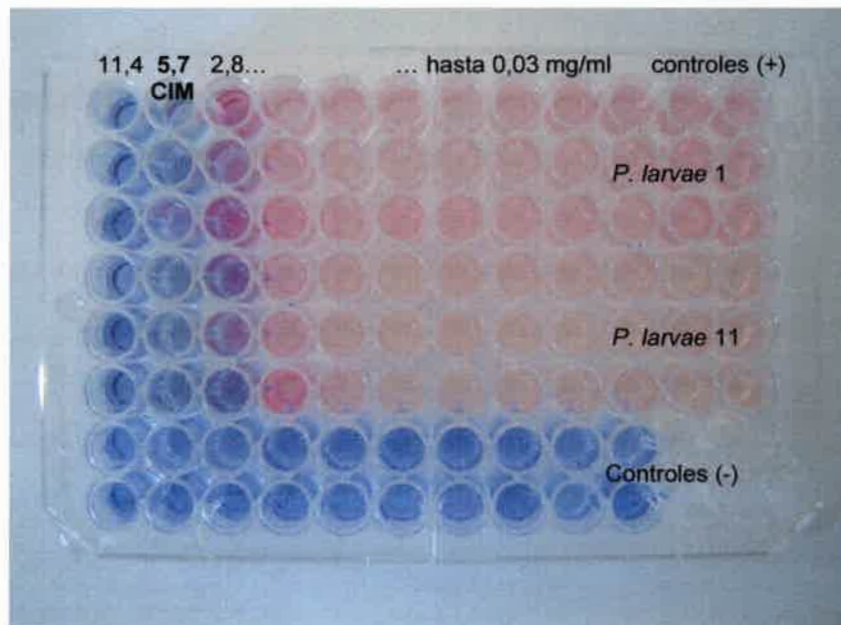 11,4 5,7 2,8... ... hasta 0,03 mg/ml controles (+)
CIM
P. larvae 1
P. larvae 11
Controles (-)